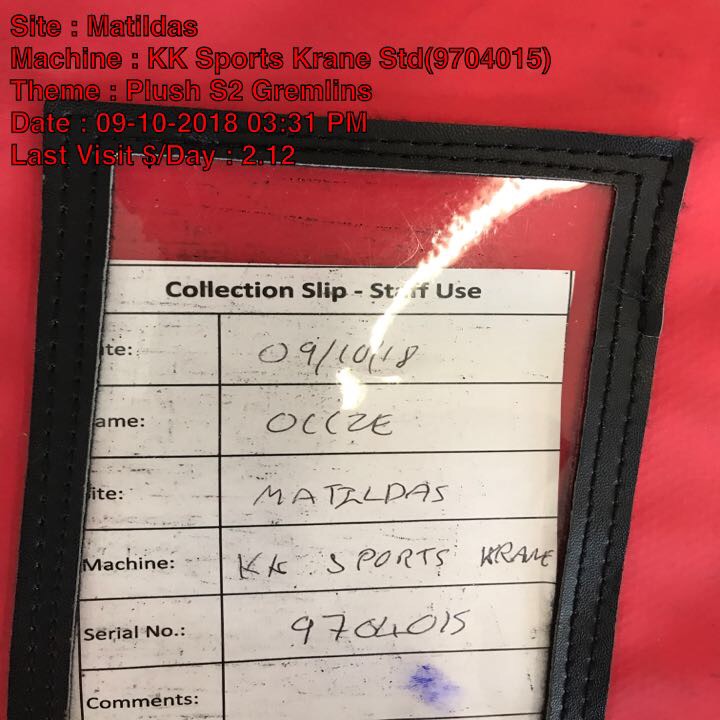 Site : Matildas
Machine : KK Sports Krane Std(9704015)
Theme : Plush S2 Gremlins
Date : 09-10-2018 03:31 PM
Last Visit $/Day : 2.12
Collection Slip - Staff Use
te: 09/10/18
ame: OCCZE
ite: MATILDAS
Machine: KK SPORTS KRANE
Serial No.: 9704015
Comments: